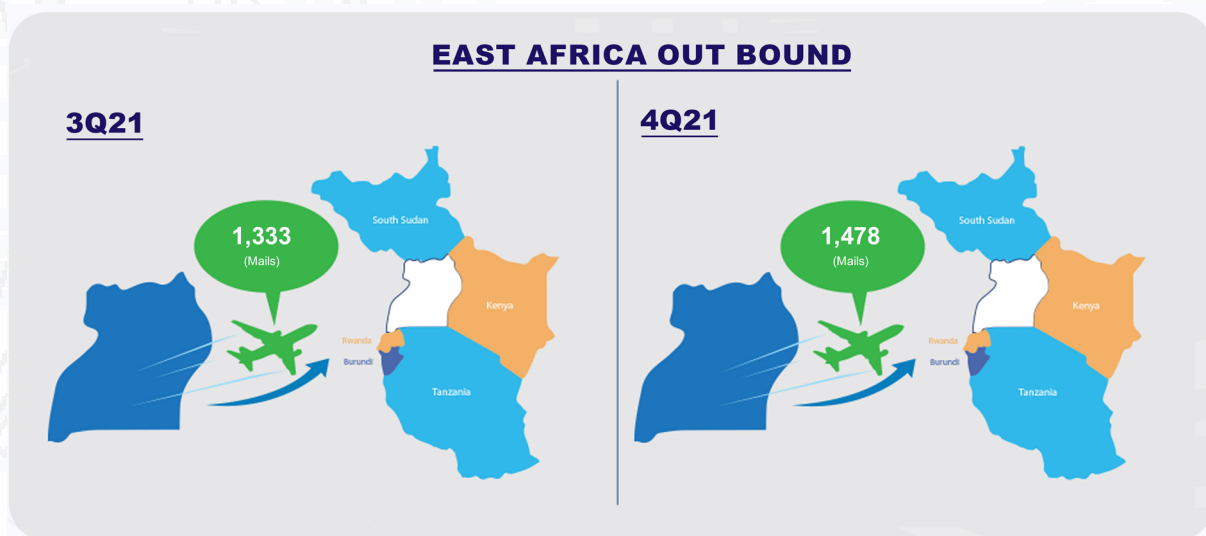 EAST AFRICA OUT BOUND
3Q21
1,333
(Mails)
South Sudan
Kenya
Rwanda
Burundi
Tanzania
4Q21
1,478
(Mails)
South Sudan
Kenya
Rwanda
Burundi
Tanzania